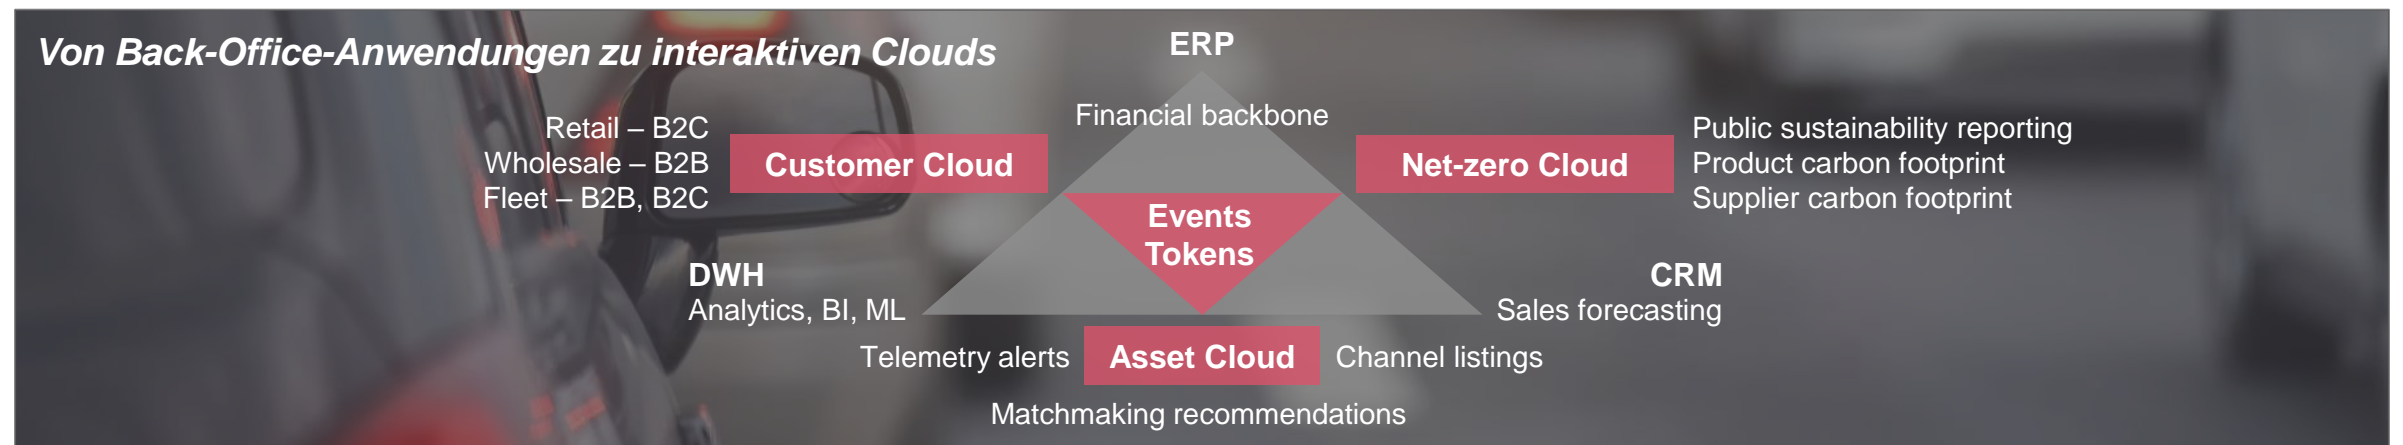 Von Back-Office-Anwendungen zu interaktiven Clouds
ERP
Financial backbone
Retail – B2C
Wholesale – B2B
Fleet – B2B, B2C
Customer Cloud
Net-zero Cloud
Public sustainability reporting
Product carbon footprint
Supplier carbon footprint
Events
Tokens
DWH
Analytics, BI, ML
CRM
Sales forecasting
Telemetry alerts
Asset Cloud
Channel listings
Matchmaking recommendations